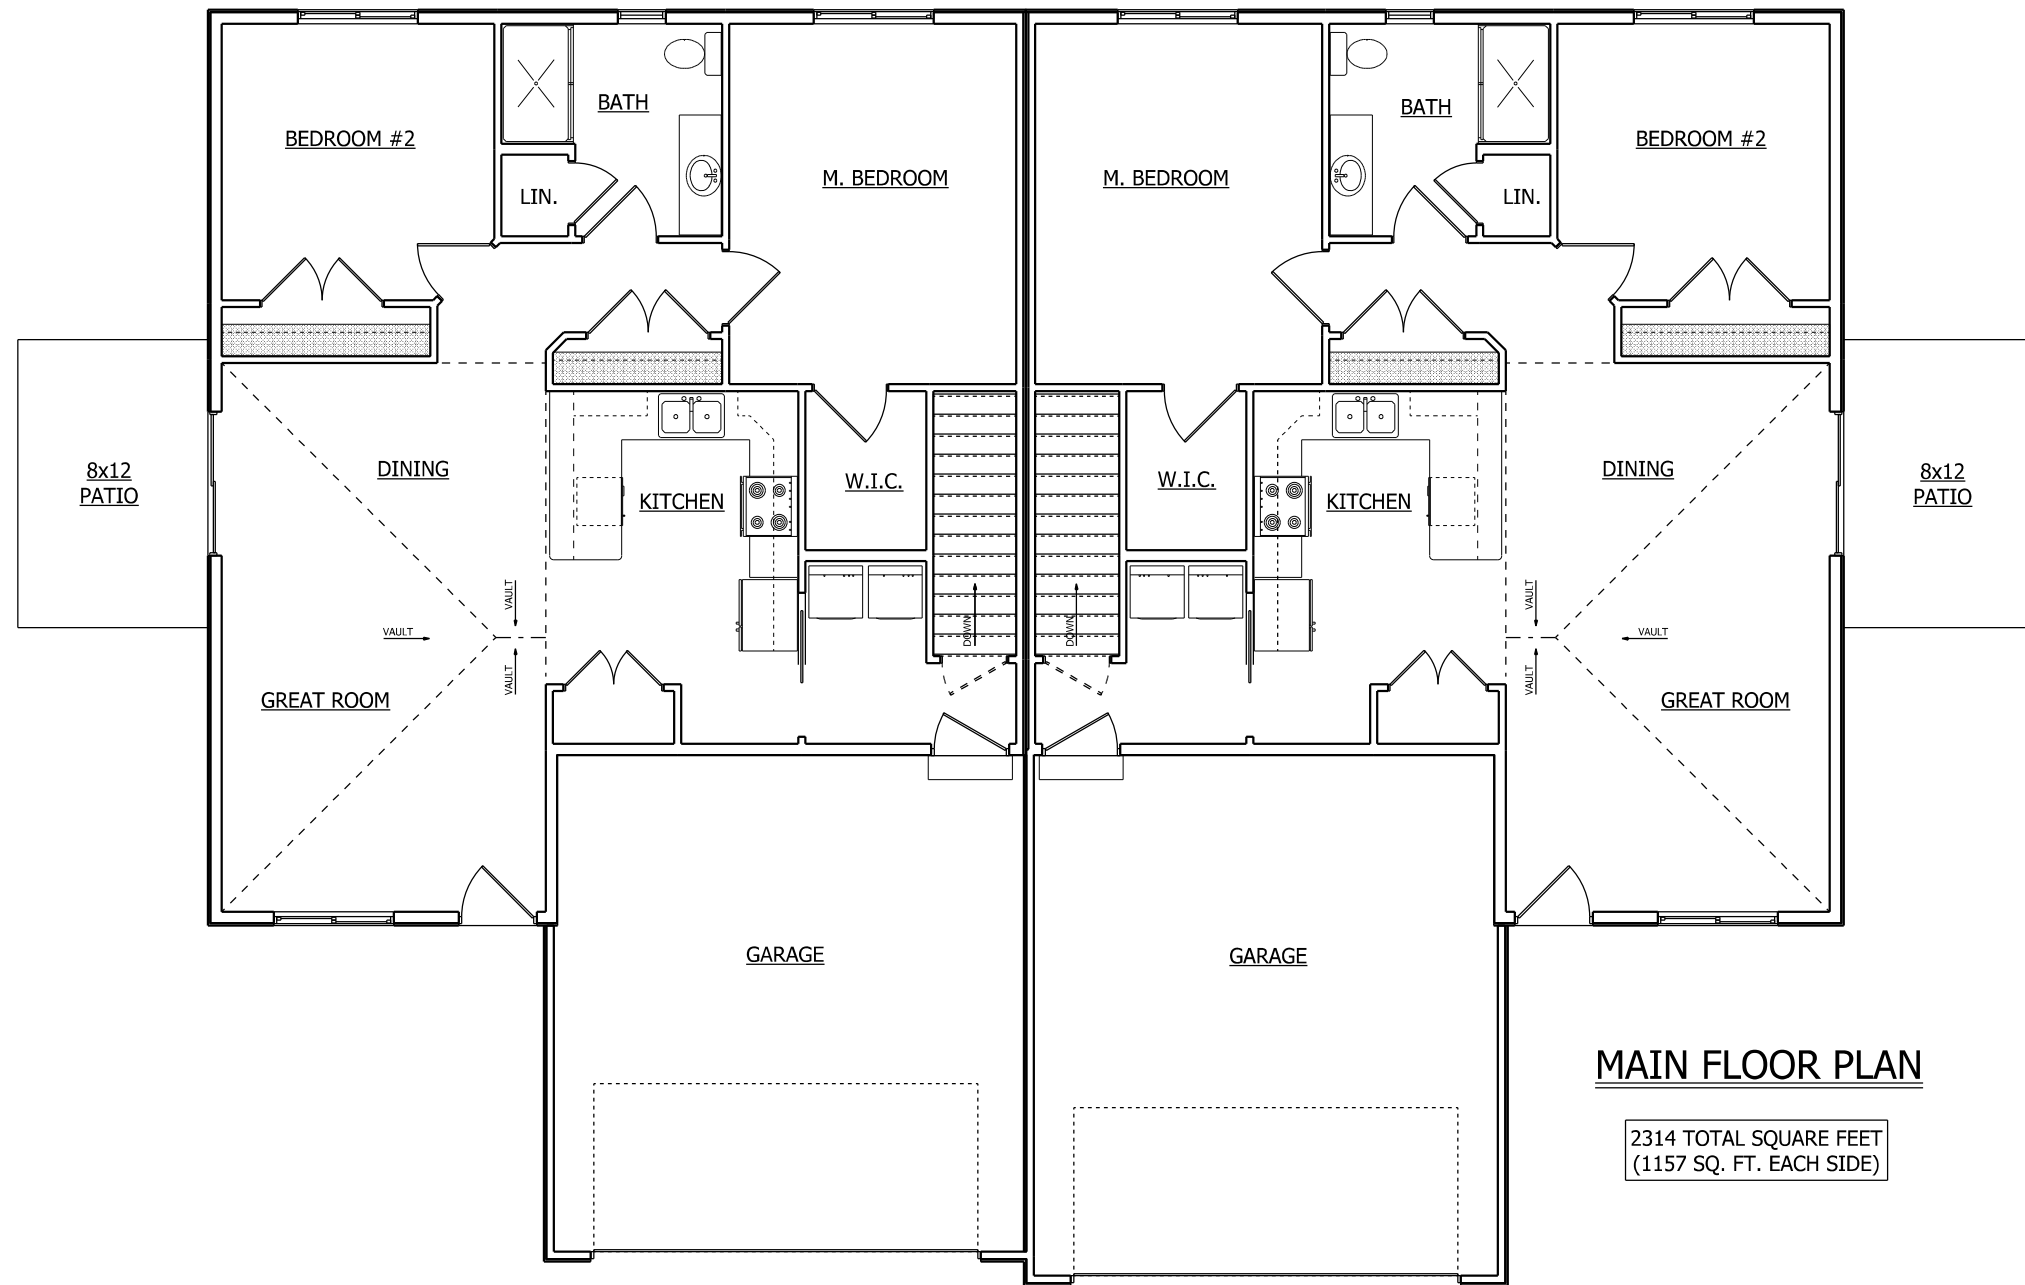 BATH
BATH
BEDROOM #2
BEDROOM #2
M. BEDROOM
M. BEDROOM
LIN.
LIN.
8x12
PATIO
DINING
KITCHEN
W.I.C.
W.I.C.
KITCHEN
DINING
8x12
PATIO
VAULT
VAULT
VAULT
DOWN
DOWN
VAULT
VAULT
VAULT
GREAT ROOM
GREAT ROOM
GARAGE
GARAGE
MAIN FLOOR PLAN
2314 TOTAL SQUARE FEET
(1157 SQ. FT. EACH SIDE)